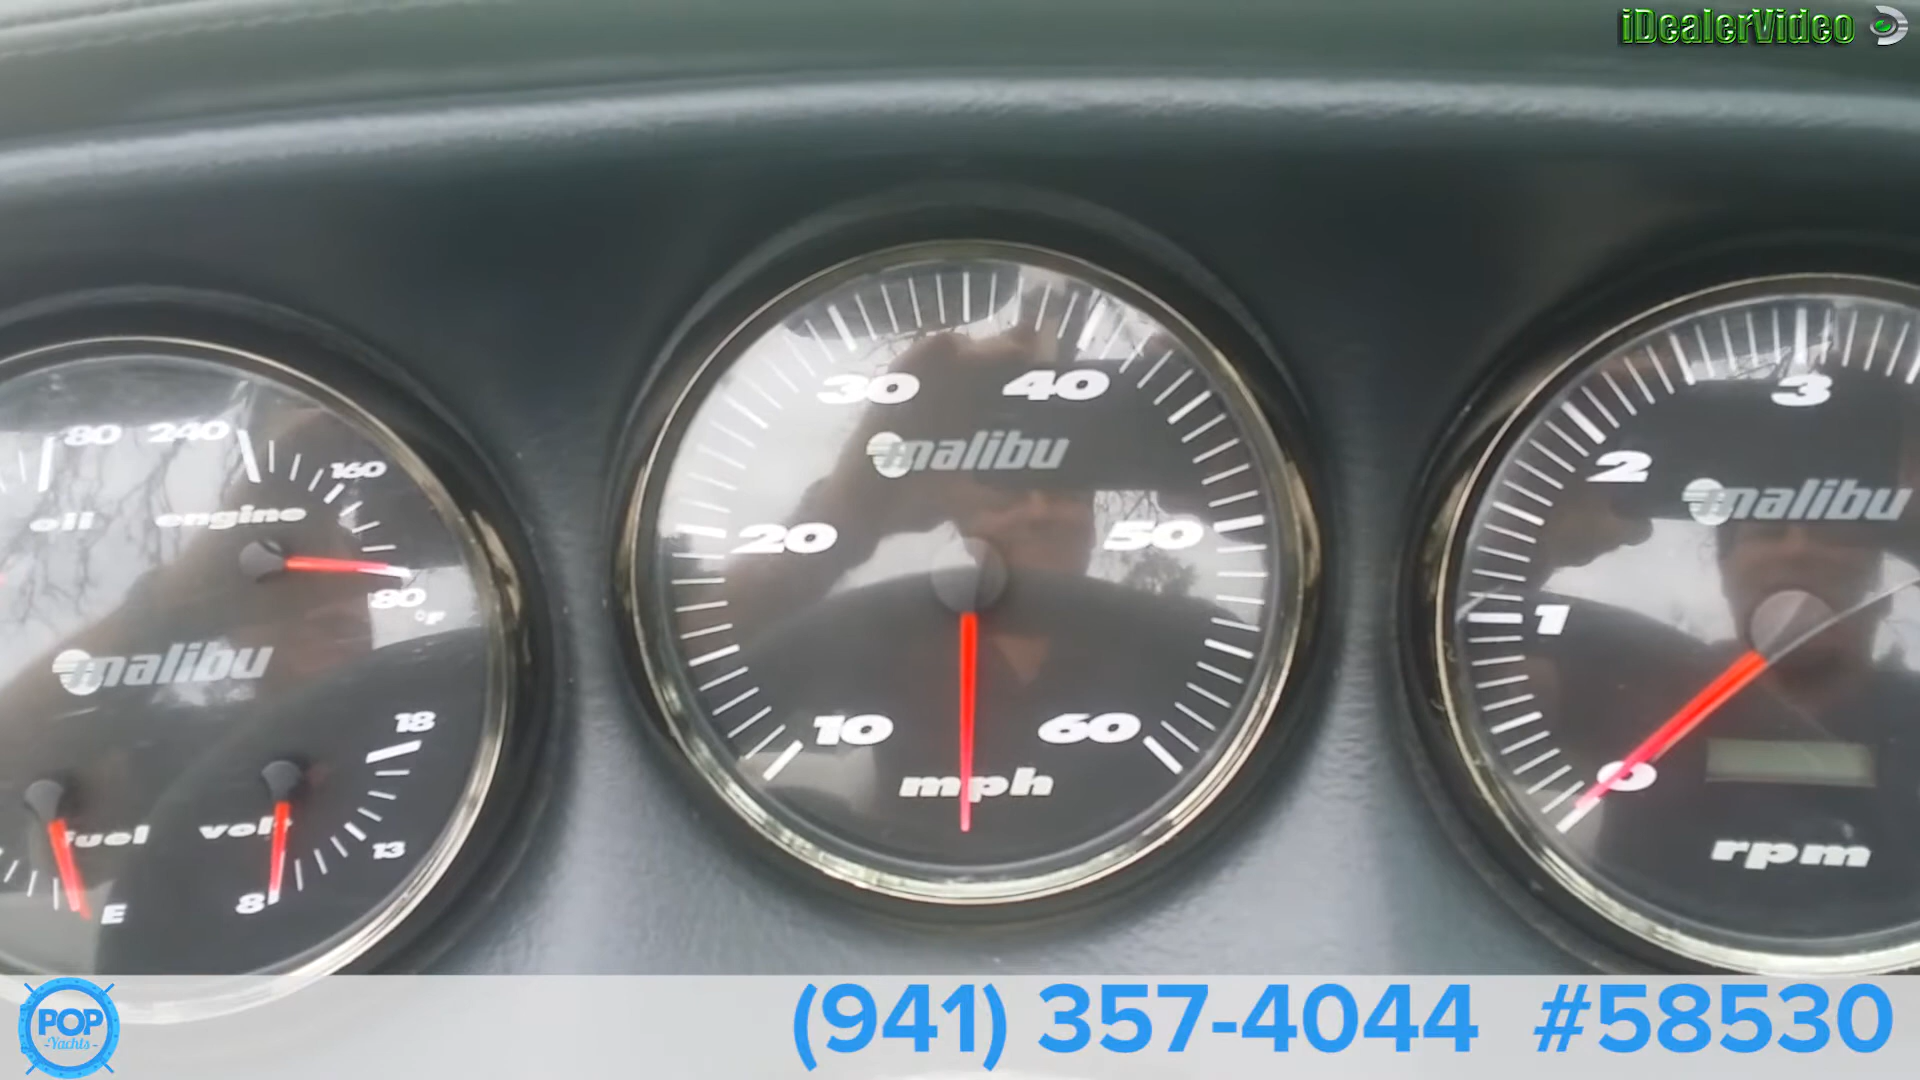 iDealerVideo
80 240
160
oil engine
80
°F
malibu
18
fuel volt
13
E 8
30 40
malibu
20 50
10 60
mph
3
2
malibu
1
0
rpm
POP
-Yachts-
(941) 357-4044 #58530